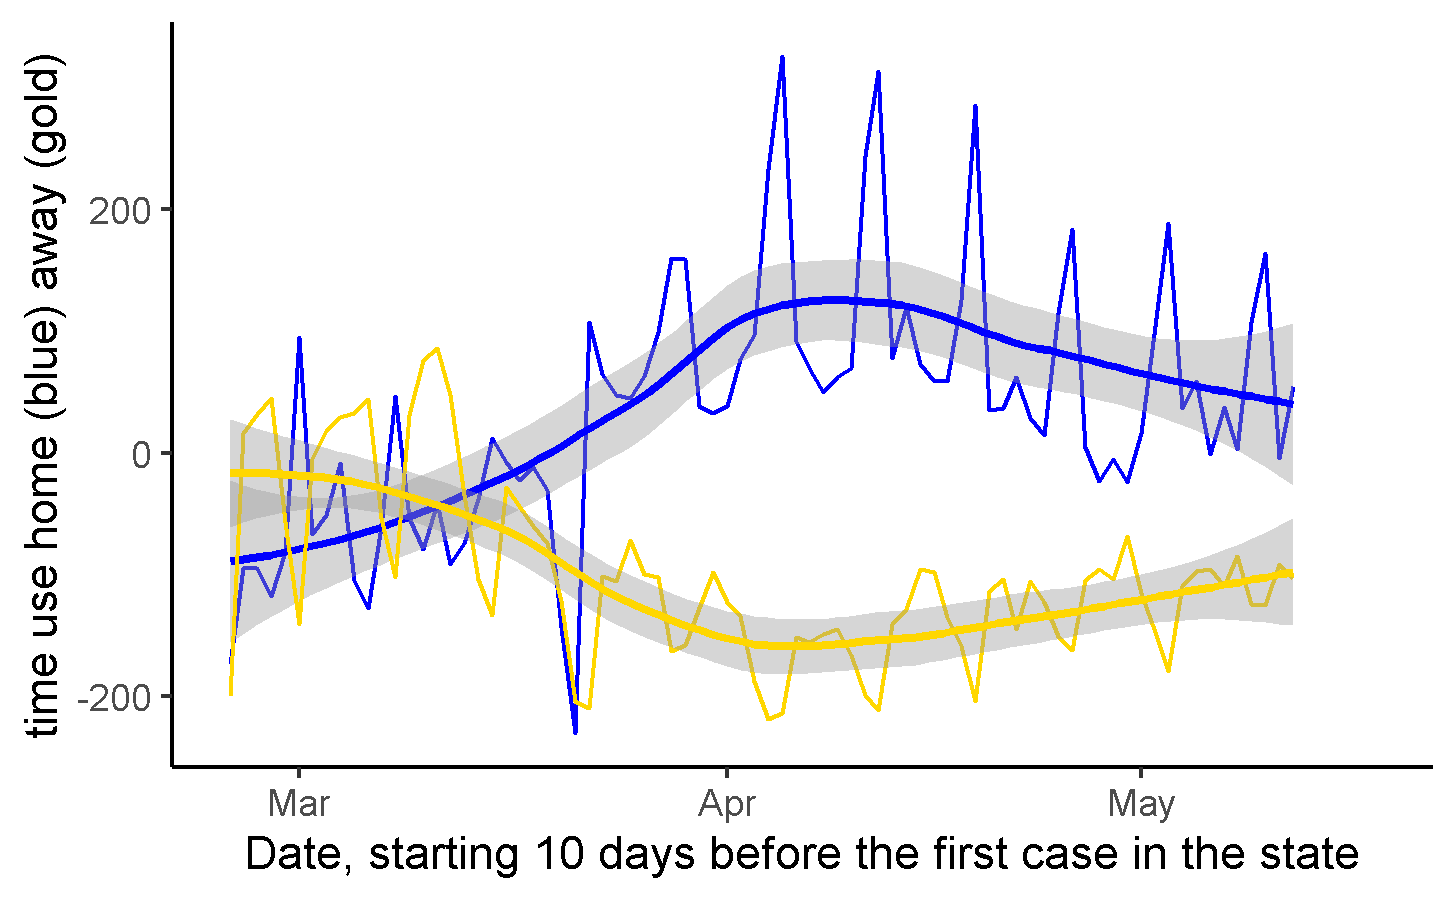 time use home (blue) away (gold)
200
0
-200
Mar
Apr
May
Date, starting 10 days before the first case in the state